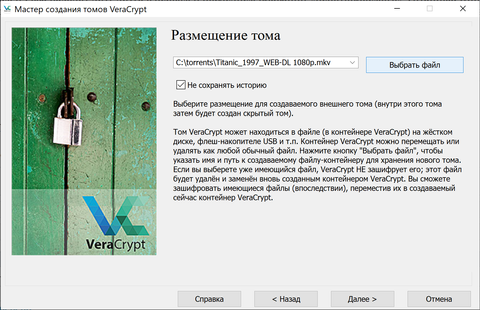 Мастер создания томов VeraCrypt
Размещение тома
C:\torrents\Titanic_1997_WEB-DL 1080p.mkv
Выбрать файл
Не сохранять историю
Выберите размещение для создаваемого внешнего тома (внутри этого тома
затем будет создан скрытый том).
Том VeraCrypt может находиться в файле (в контейнере VeraCrypt) на жёстком
диске, флеш-накопителе USB и т.п. Контейнер VeraCrypt можно перемещать или
удалять как любой обычный файл. Нажмите кнопку "Выбрать файл", чтобы
указать имя и путь к создаваемому файлу-контейнеру для хранения нового тома.
Если вы выберете уже имеющийся файл, VeraCrypt НЕ зашифрует его; этот файл
будет удалён и заменён вновь созданным контейнером VeraCrypt. Вы сможете
зашифровать имеющиеся файлы (впоследствии), переместив их в создаваемый
сейчас контейнер VeraCrypt.
VeraCrypt
Справка
< Назад
Далее >
Отмена